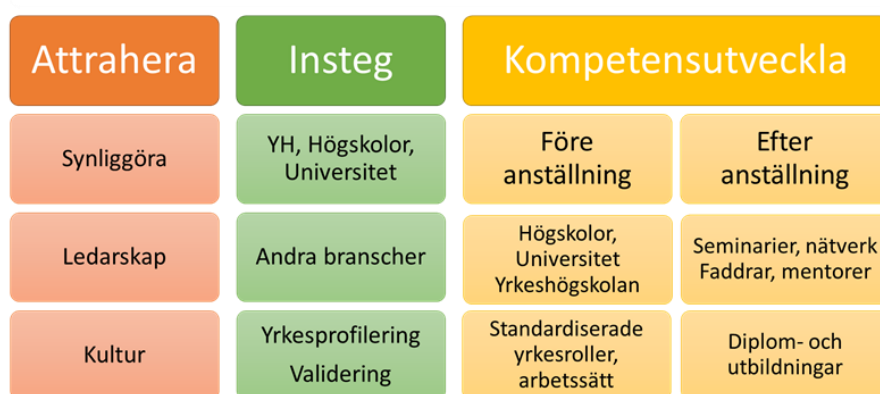 Attrahera
Insteg
Kompetensutveckla
Synliggöra
YH, Högskolor,
Universitet
Före
anställning
Efter
anställning
Ledarskap
Andra branscher
Högskolor,
Universitet
Yrkeshögskolan
Seminarier, nätverk
Faddrar, mentorer
Kultur
Yrkesprofilering
Validering
Standardiserade
yrkesroller,
arbetssätt
Diplom- och
utbildningar